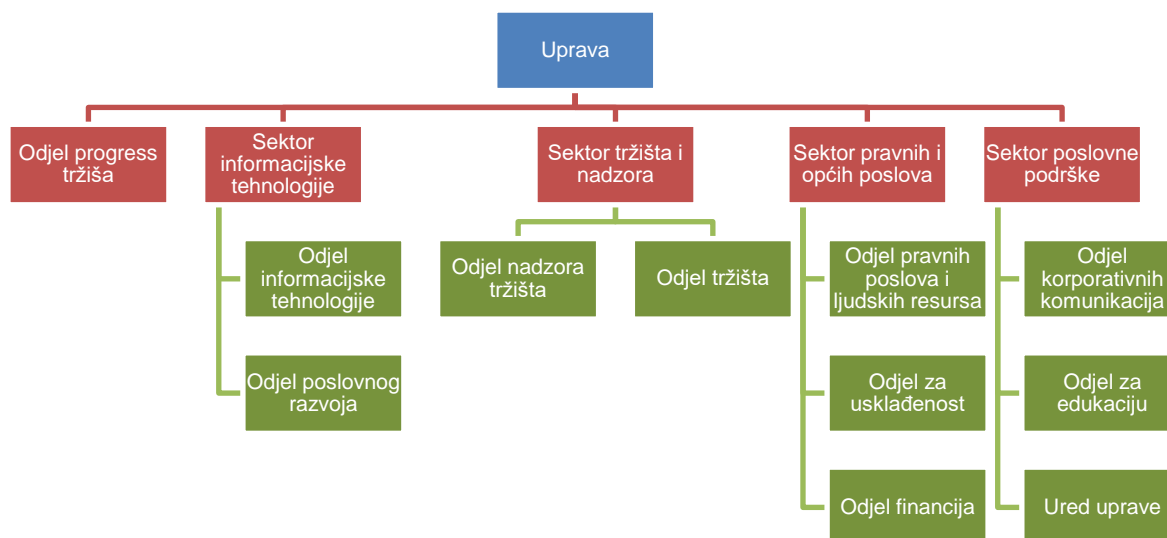 Uprava
Odjel progress
tržiša
Sektor
informacijske
tehnologije
Sektor tržišta i
nadzora
Sektor pravnih i
općih poslova
Sektor poslovne
podrške
Odjel
informacijske
tehnologije
Odjel poslovnog
razvoja
Odjel nadzora
tržišta
Odjel tržišta
Odjel pravnih
poslova i
ljudskih resursa
Odjel za
usklađenost
Odjel financija
Odjel
korporativnih
komunikacija
Odjel za
edukaciju
Ured uprave